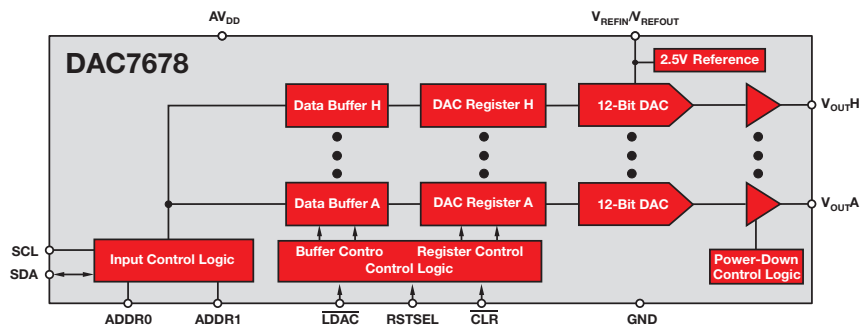 AVDD
VREFIN/VREFOUT
DAC7678
2.5V Reference
Data Buffer H
DAC Register H
12-Bit DAC
VOUTH
Data Buffer A
DAC Register A
12-Bit DAC
VOUTA
SCL
SDA
Input Control Logic
Buffer Contro
Register Control
Control Logic
Power-Down
Control Logic
ADDR0
ADDR1
LDAC
RSTSEL
CLR
GND